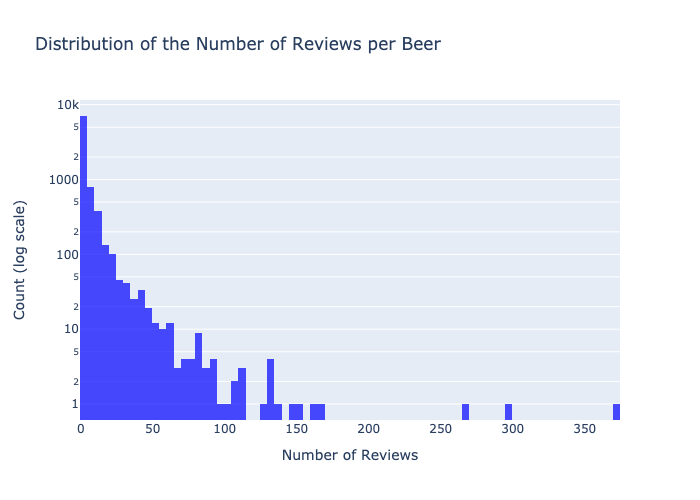 Distribution of the Number of Reviews per Beer
Count (log scale)
10k
5
2
1000
5
2
100
5
2
10
5
2
1
0 50 100 150 200 250 300 350
Number of Reviews